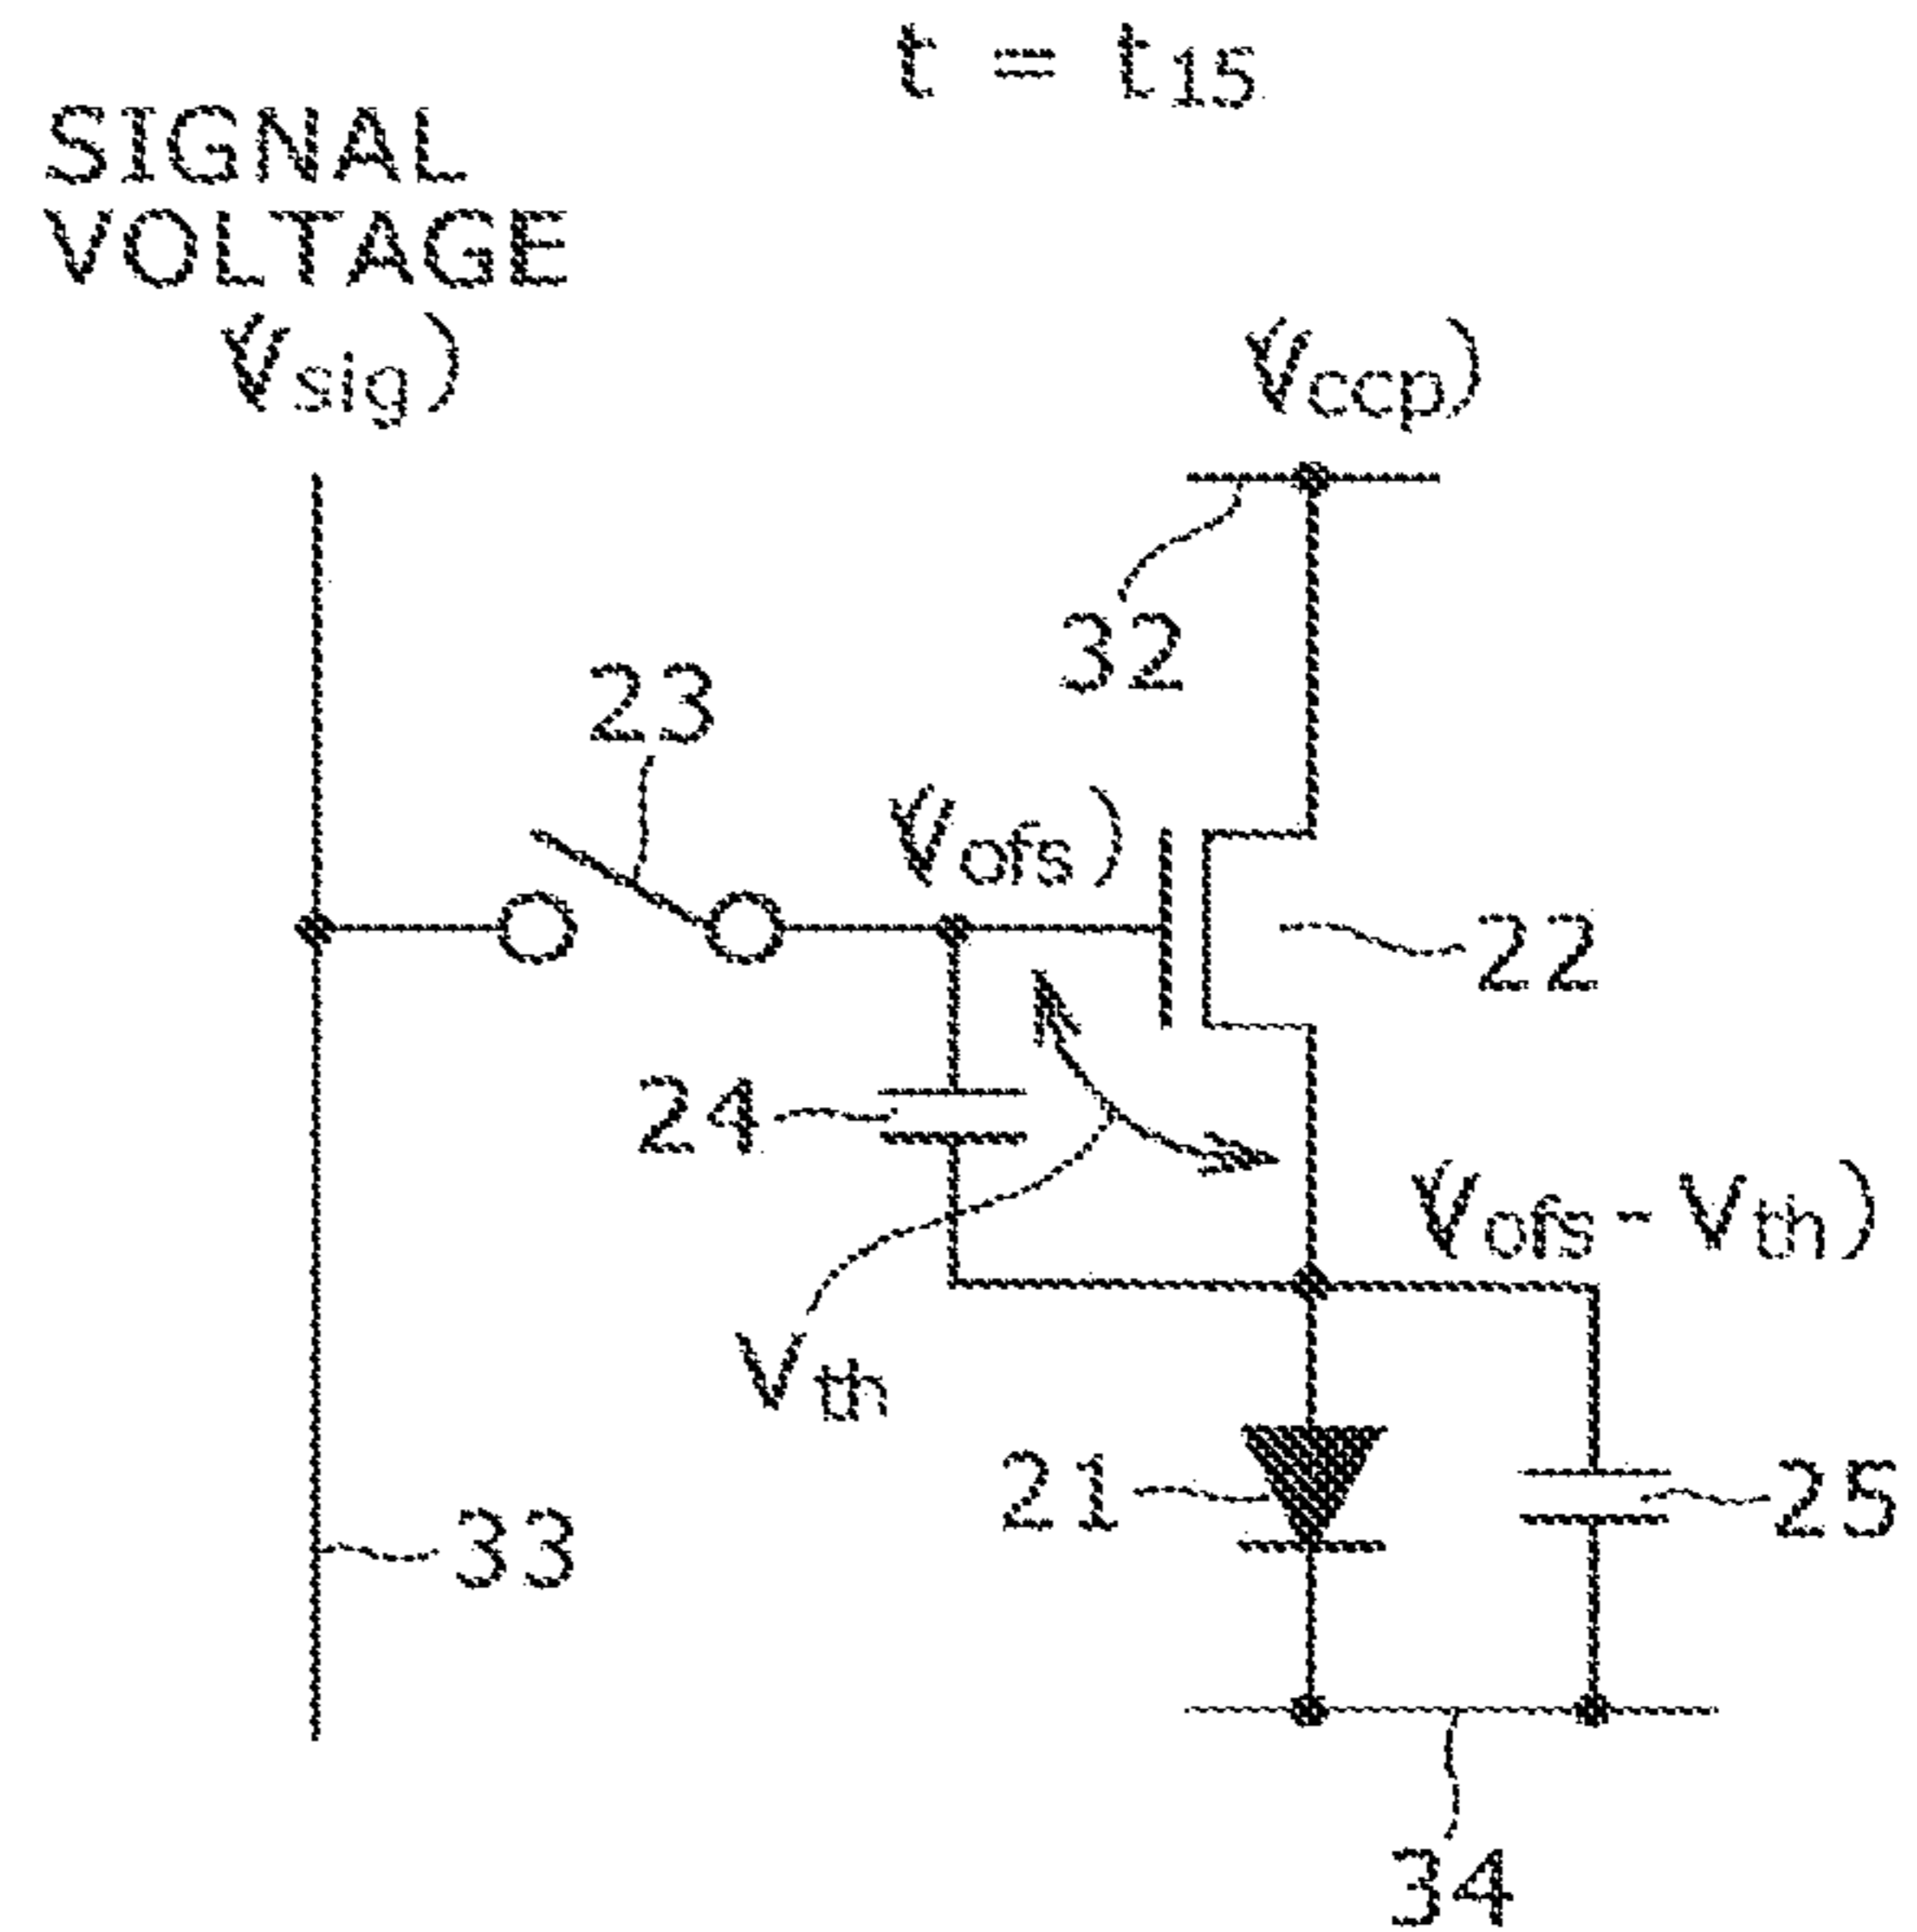 t = t15
SIGNAL
VOLTAGE
(Vsig)
(Vccp)
32
23
(Vofs)
22
24
(Vofs - Vth)
Vth
21
25
33
34